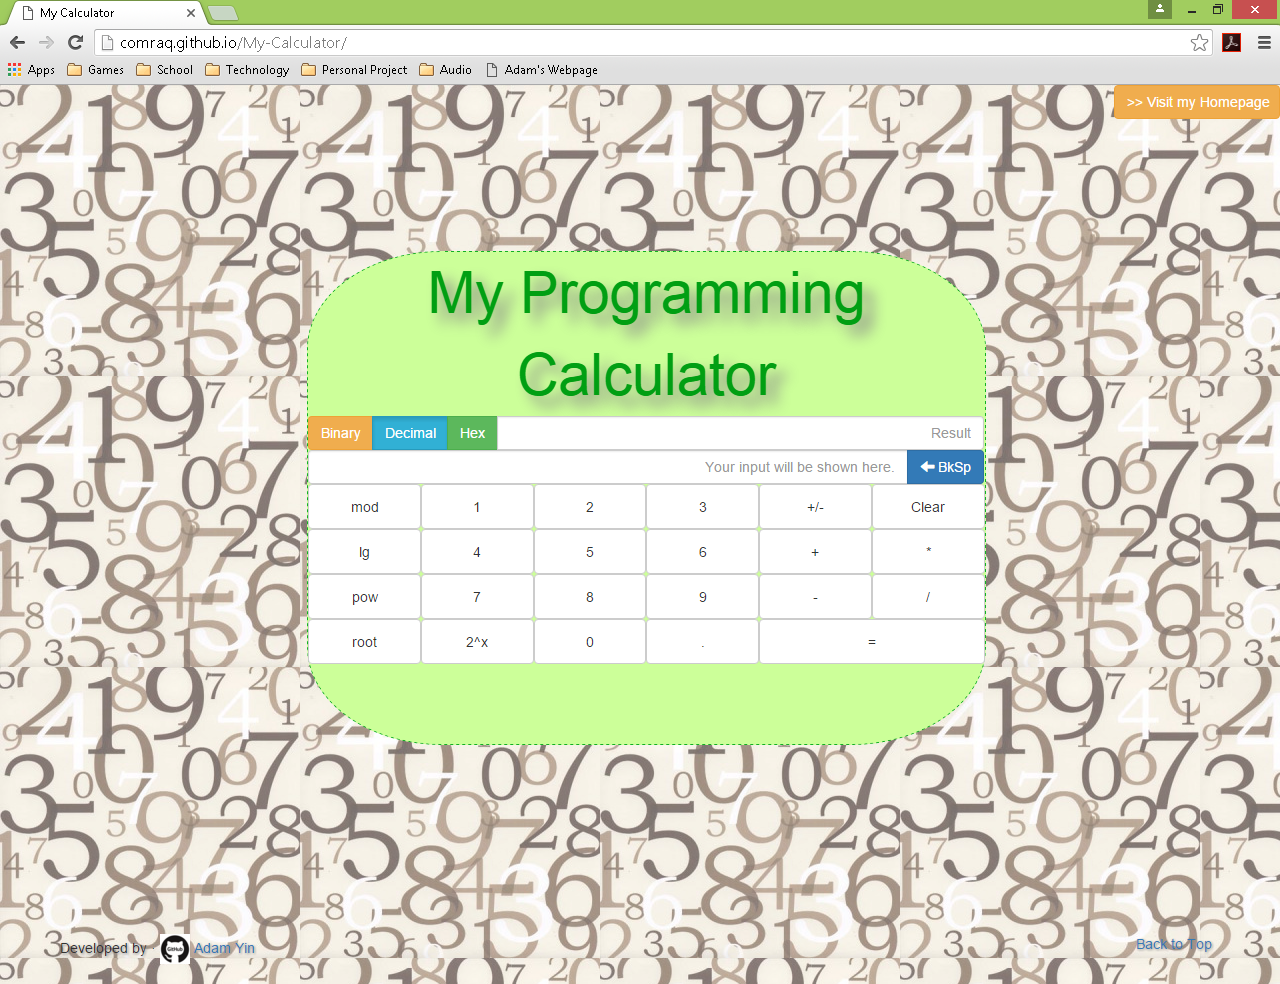 My Calculator
comraq.github.io/My-Calculator/
Apps Games School Technology Personal Project Audio Adam's Webpage
>> Visit my Homepage
My Programming
Calculator
Binary Decimal Hex Result
Your input will be shown here. BkSp
mod 1 2 3 +/- Clear
lg 4 5 6 + *
pow 7 8 9 - /
root 2^x 0 . =
Developed by · GitHub Adam Yin
Back to Top